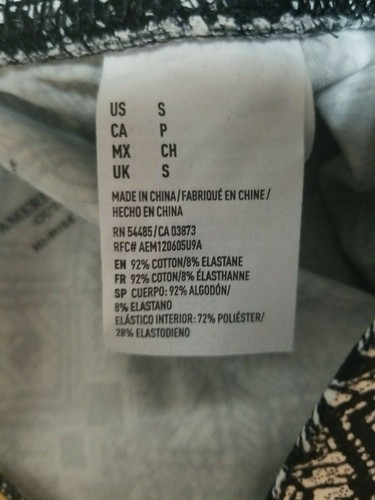 US S
CA P
MX CH
UK S
MADE IN CHINA/FABRIQUÉ EN CHINE/
HECHO EN CHINA
RN 54485/CA 03873
RFC# AEM120605U9A
EN 92% COTTON/8% ELASTANE
FR 92% COTON/8% ÉLASTHANNE
SP CUERPO: 92% ALGODÓN/
8% ELASTANO
ELÁSTICO INTERIOR: 72% POLIÉSTER/
28% ELASTODIENO